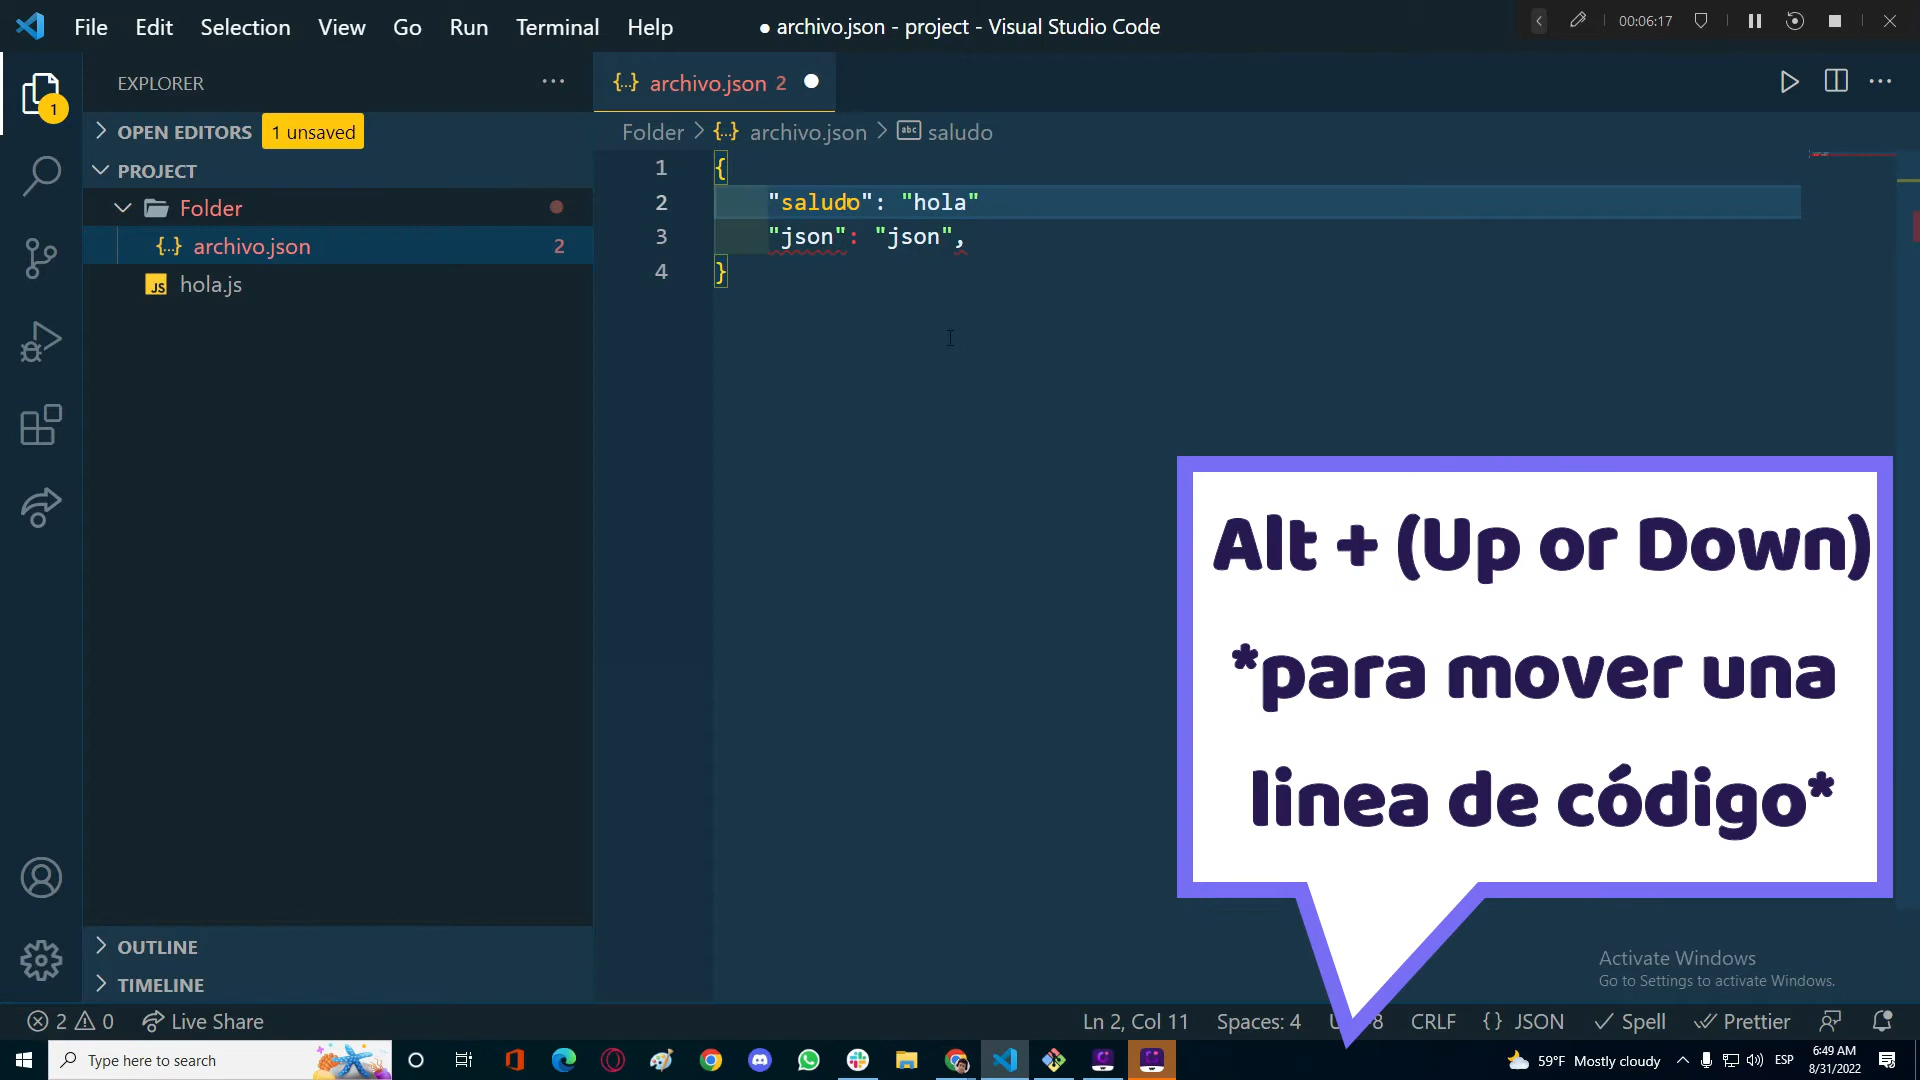 File Edit Selection View Go Run Terminal Help
● archivo.json - project - Visual Studio Code
00:06:17
EXPLORER
1
OPEN EDITORS 1 unsaved
PROJECT
Folder
{..} archivo.json 2
JS hola.js
OUTLINE
TIMELINE
{..} archivo.json 2
Folder > {..} archivo.json > abc saludo
1 {
2 "saludo": "hola"
3 "json": "json",
4 }
Alt + (Up or Down)
*para mover una
linea de código*
Activate Windows
Go to Settings to activate Windows.
2 0 Live Share
Ln 2, Col 11 Spaces: 4 CRLF {} JSON Spell Prettier
Type here to search
59°F Mostly cloudy ESP
6:49 AM
8/31/2022